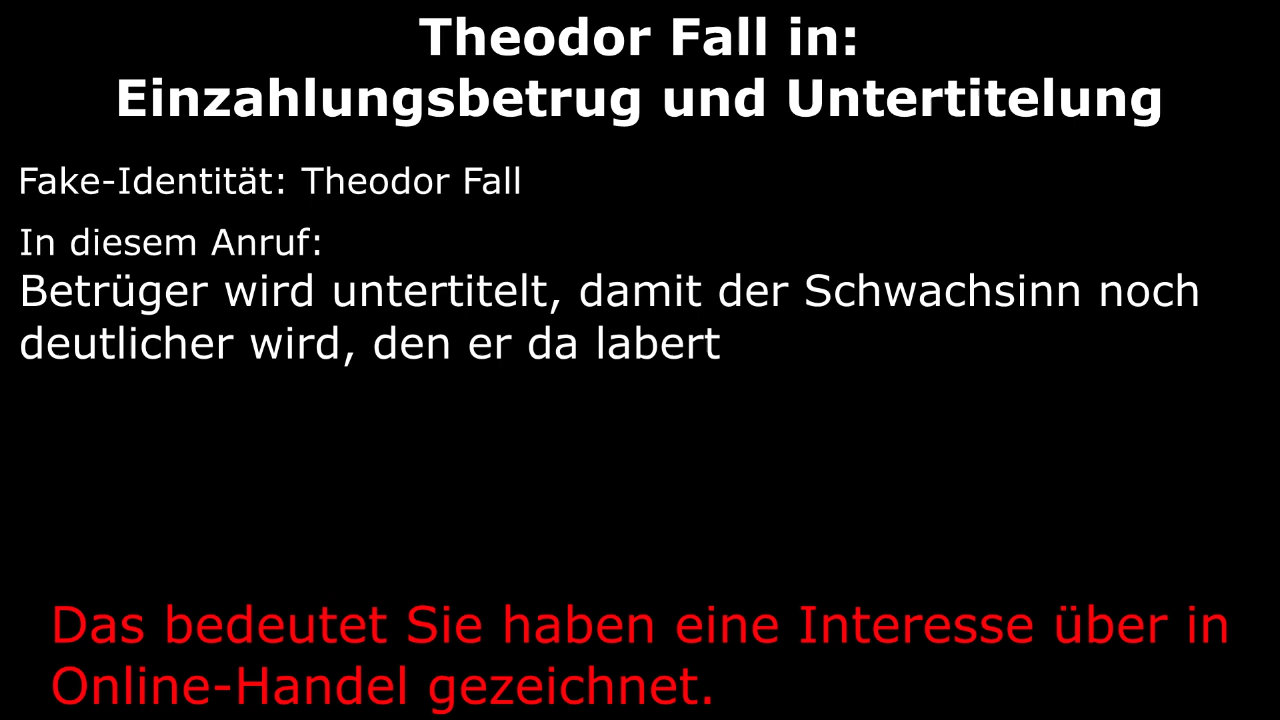 Theodor Fall in:
Einzahlungsbetrug und Untertitelung
Fake-Identität: Theodor Fall
In diesem Anruf:
Betrüger wird untertitelt, damit der Schwachsinn noch
deutlicher wird, den er da labert
Das bedeutet Sie haben eine Interesse über in
Online-Handel gezeichnet.